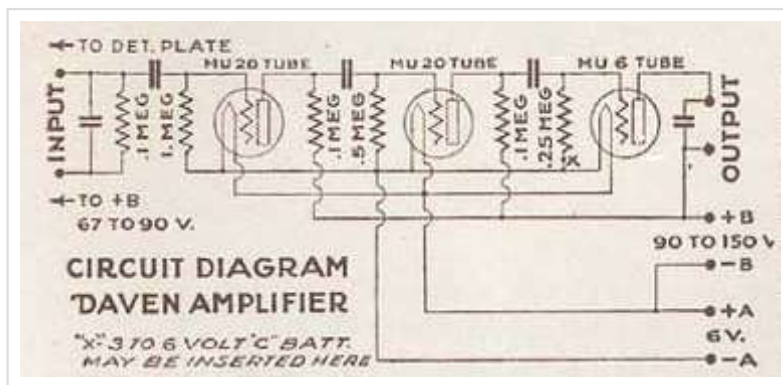 TO DET. PLATE
MU 20 TUBE
MU 20 TUBE
MU 6 TUBE
INPUT
.1 MEG
1. MEG
.1 MEG
.5 MEG
.1 MEG
.25 MEG
"X"
OUTPUT
TO +B
67 TO 90 V.
+B
90 TO 150 V
-B
+A
6 V.
-A
CIRCUIT DIAGRAM
DAVEN AMPLIFIER
"X"-3 TO 6 VOLT "C" BATT.
MAY BE INSERTED HERE